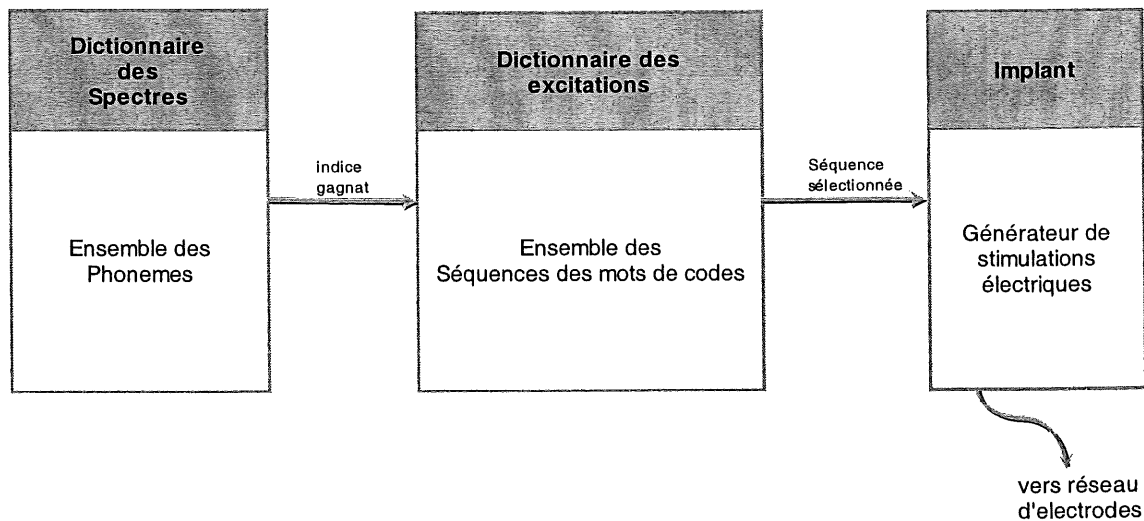 Dictionnaire
des
Spectres
Ensemble des
Phonemes
indice
gagnat
Dictionnaire des
excitations
Ensemble des
Séquences des mots de codes
Séquence
sélectionnée
Implant
Générateur de
stimulations
électriques
vers réseau
d'electrodes